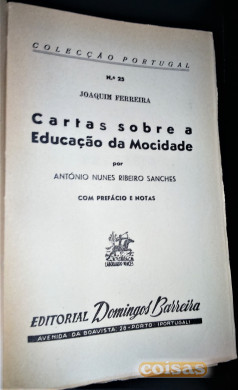 COLECÇÃO PORTUGAL
N.º 23
JOAQUIM FERREIRA
Cartas sobre a
Educação da Mocidade
por
ANTÓNIO NUNES RIBEIRO SANCHES
COM PREFÁCIO E NOTAS
EDITORIAL Domingos Barreira
AVENIDA DA BOAVISTA, 28-PORTO (PORTUGAL)
coisas